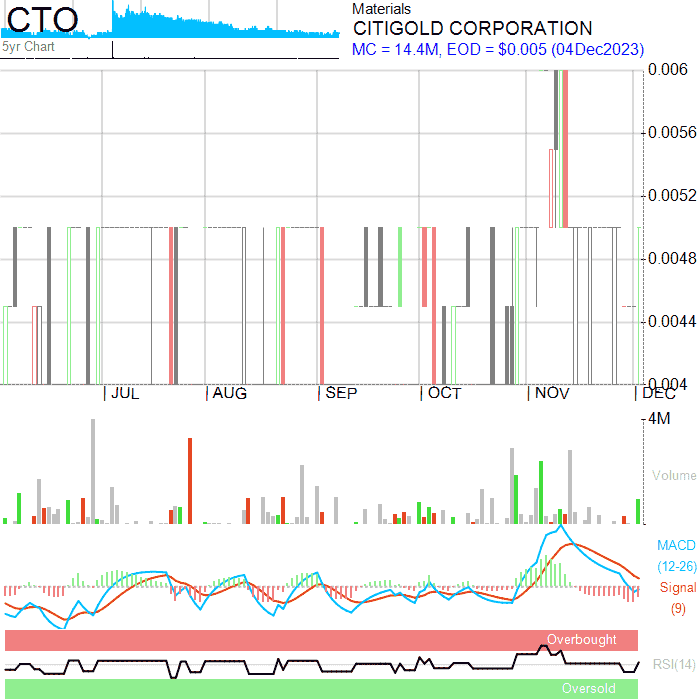 CTO
5yr Chart
Materials
CITIGOLD CORPORATION
MC = 14.4M, EOD = $0.005 (04Dec2023)
0.006
0.0056
0.0052
0.0048
0.0044
0.004
JUL AUG SEP OCT NOV DEC
4M
Volume
MACD
(12-26)
Signal
(9)
Overbought
RSI(14)
Oversold